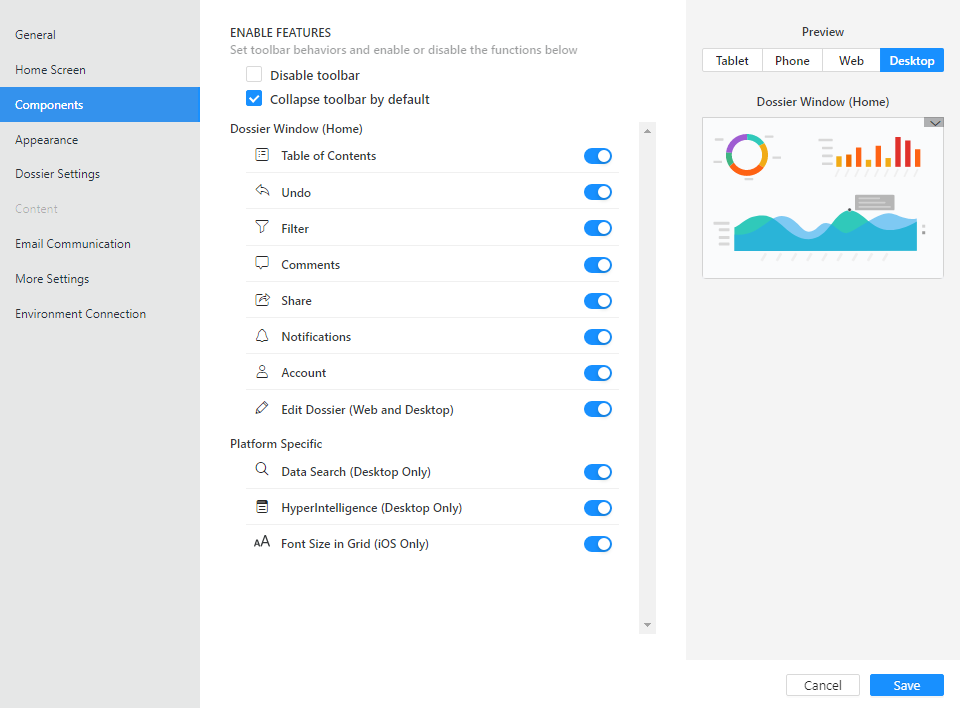 General
Home Screen
Components
Appearance
Dossier Settings
Content
Email Communication
More Settings
Environment Connection
ENABLE FEATURES
Set toolbar behaviors and enable or disable the functions below
Disable toolbar
Collapse toolbar by default
Dossier Window (Home)
Table of Contents
Undo
Filter
Comments
Share
Notifications
Account
Edit Dossier (Web and Desktop)
Platform Specific
Data Search (Desktop Only)
HyperIntelligence (Desktop Only)
AA Font Size in Grid (iOS Only)
Preview
Tablet Phone Web Desktop
Dossier Window (Home)
Cancel Save